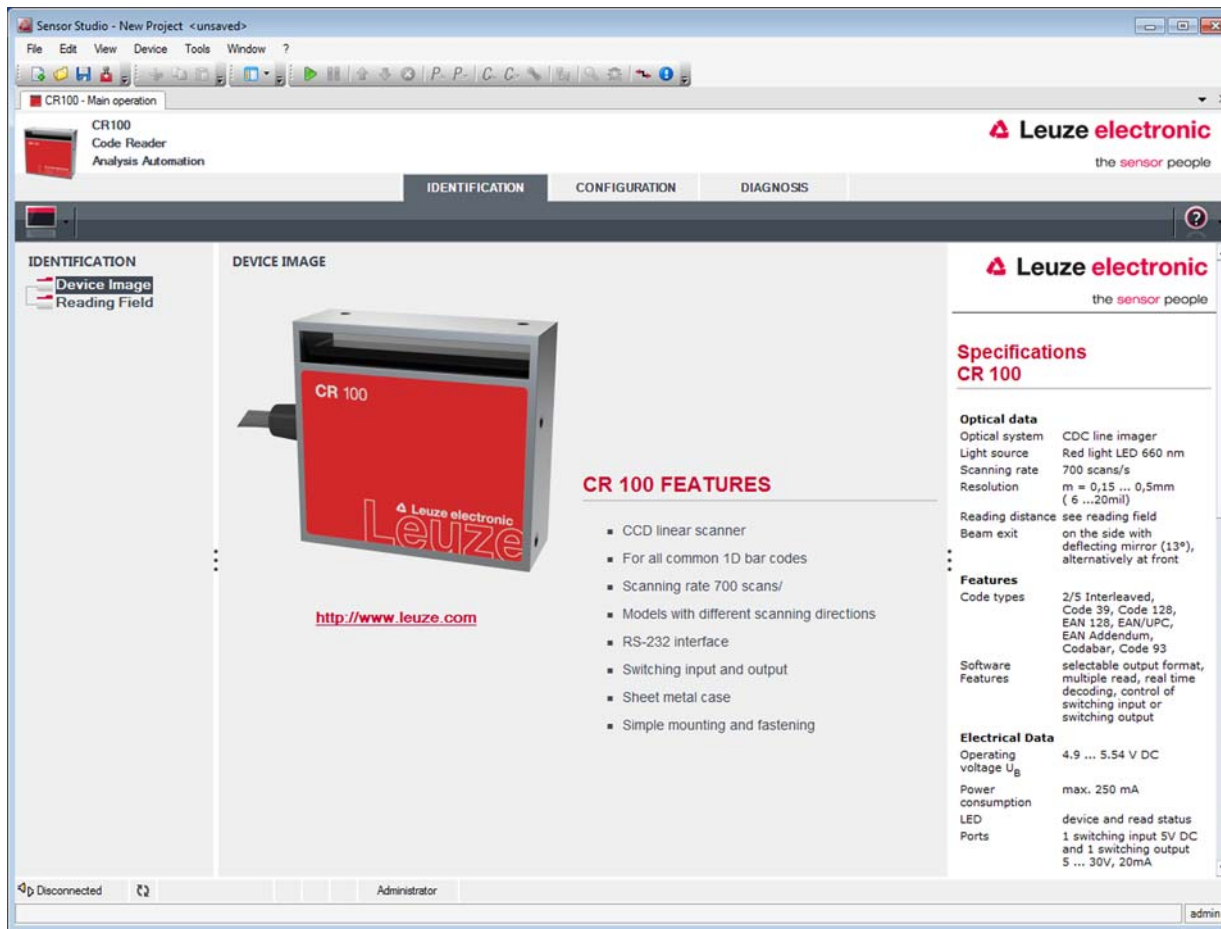 Sensor Studio - New Project <unsaved>
File Edit View Device Tools Window ?
CR100 - Main operation
CR100
Code Reader
Analysis Automation
Leuze electronic
the sensor people
IDENTIFICATION CONFIGURATION DIAGNOSIS
IDENTIFICATION
Device Image
Reading Field
DEVICE IMAGE
CR 100
Leuze electronic
Leuze
http://www.leuze.com
CR 100 FEATURES
CCD linear scanner
For all common 1D bar codes
Scanning rate 700 scans/
Models with different scanning directions
RS-232 interface
Switching input and output
Sheet metal case
Simple mounting and fastening
Leuze electronic
the sensor people
Specifications
CR 100
Optical data
Optical system CDC line imager
Light source Red light LED 660 nm
Scanning rate 700 scans/s
Resolution m = 0,15 ... 0,5mm
( 6 ...20mil)
Reading distance see reading field
Beam exit on the side with
deflecting mirror (13°),
alternatively at front
Features
Code types 2/5 Interleaved,
Code 39, Code 128,
EAN 128, EAN/UPC,
EAN Addendum,
Codabar, Code 93
Software selectable output format,
Features multiple read, real time
decoding, control of
switching input or
switching output
Electrical Data
Operating 4.9 ... 5.54 V DC
voltage UB
Power max. 250 mA
consumption
LED device and read status
Ports 1 switching input 5V DC
and 1 switching output
5 ... 30V, 20mA
Disconnected Administrator
admin